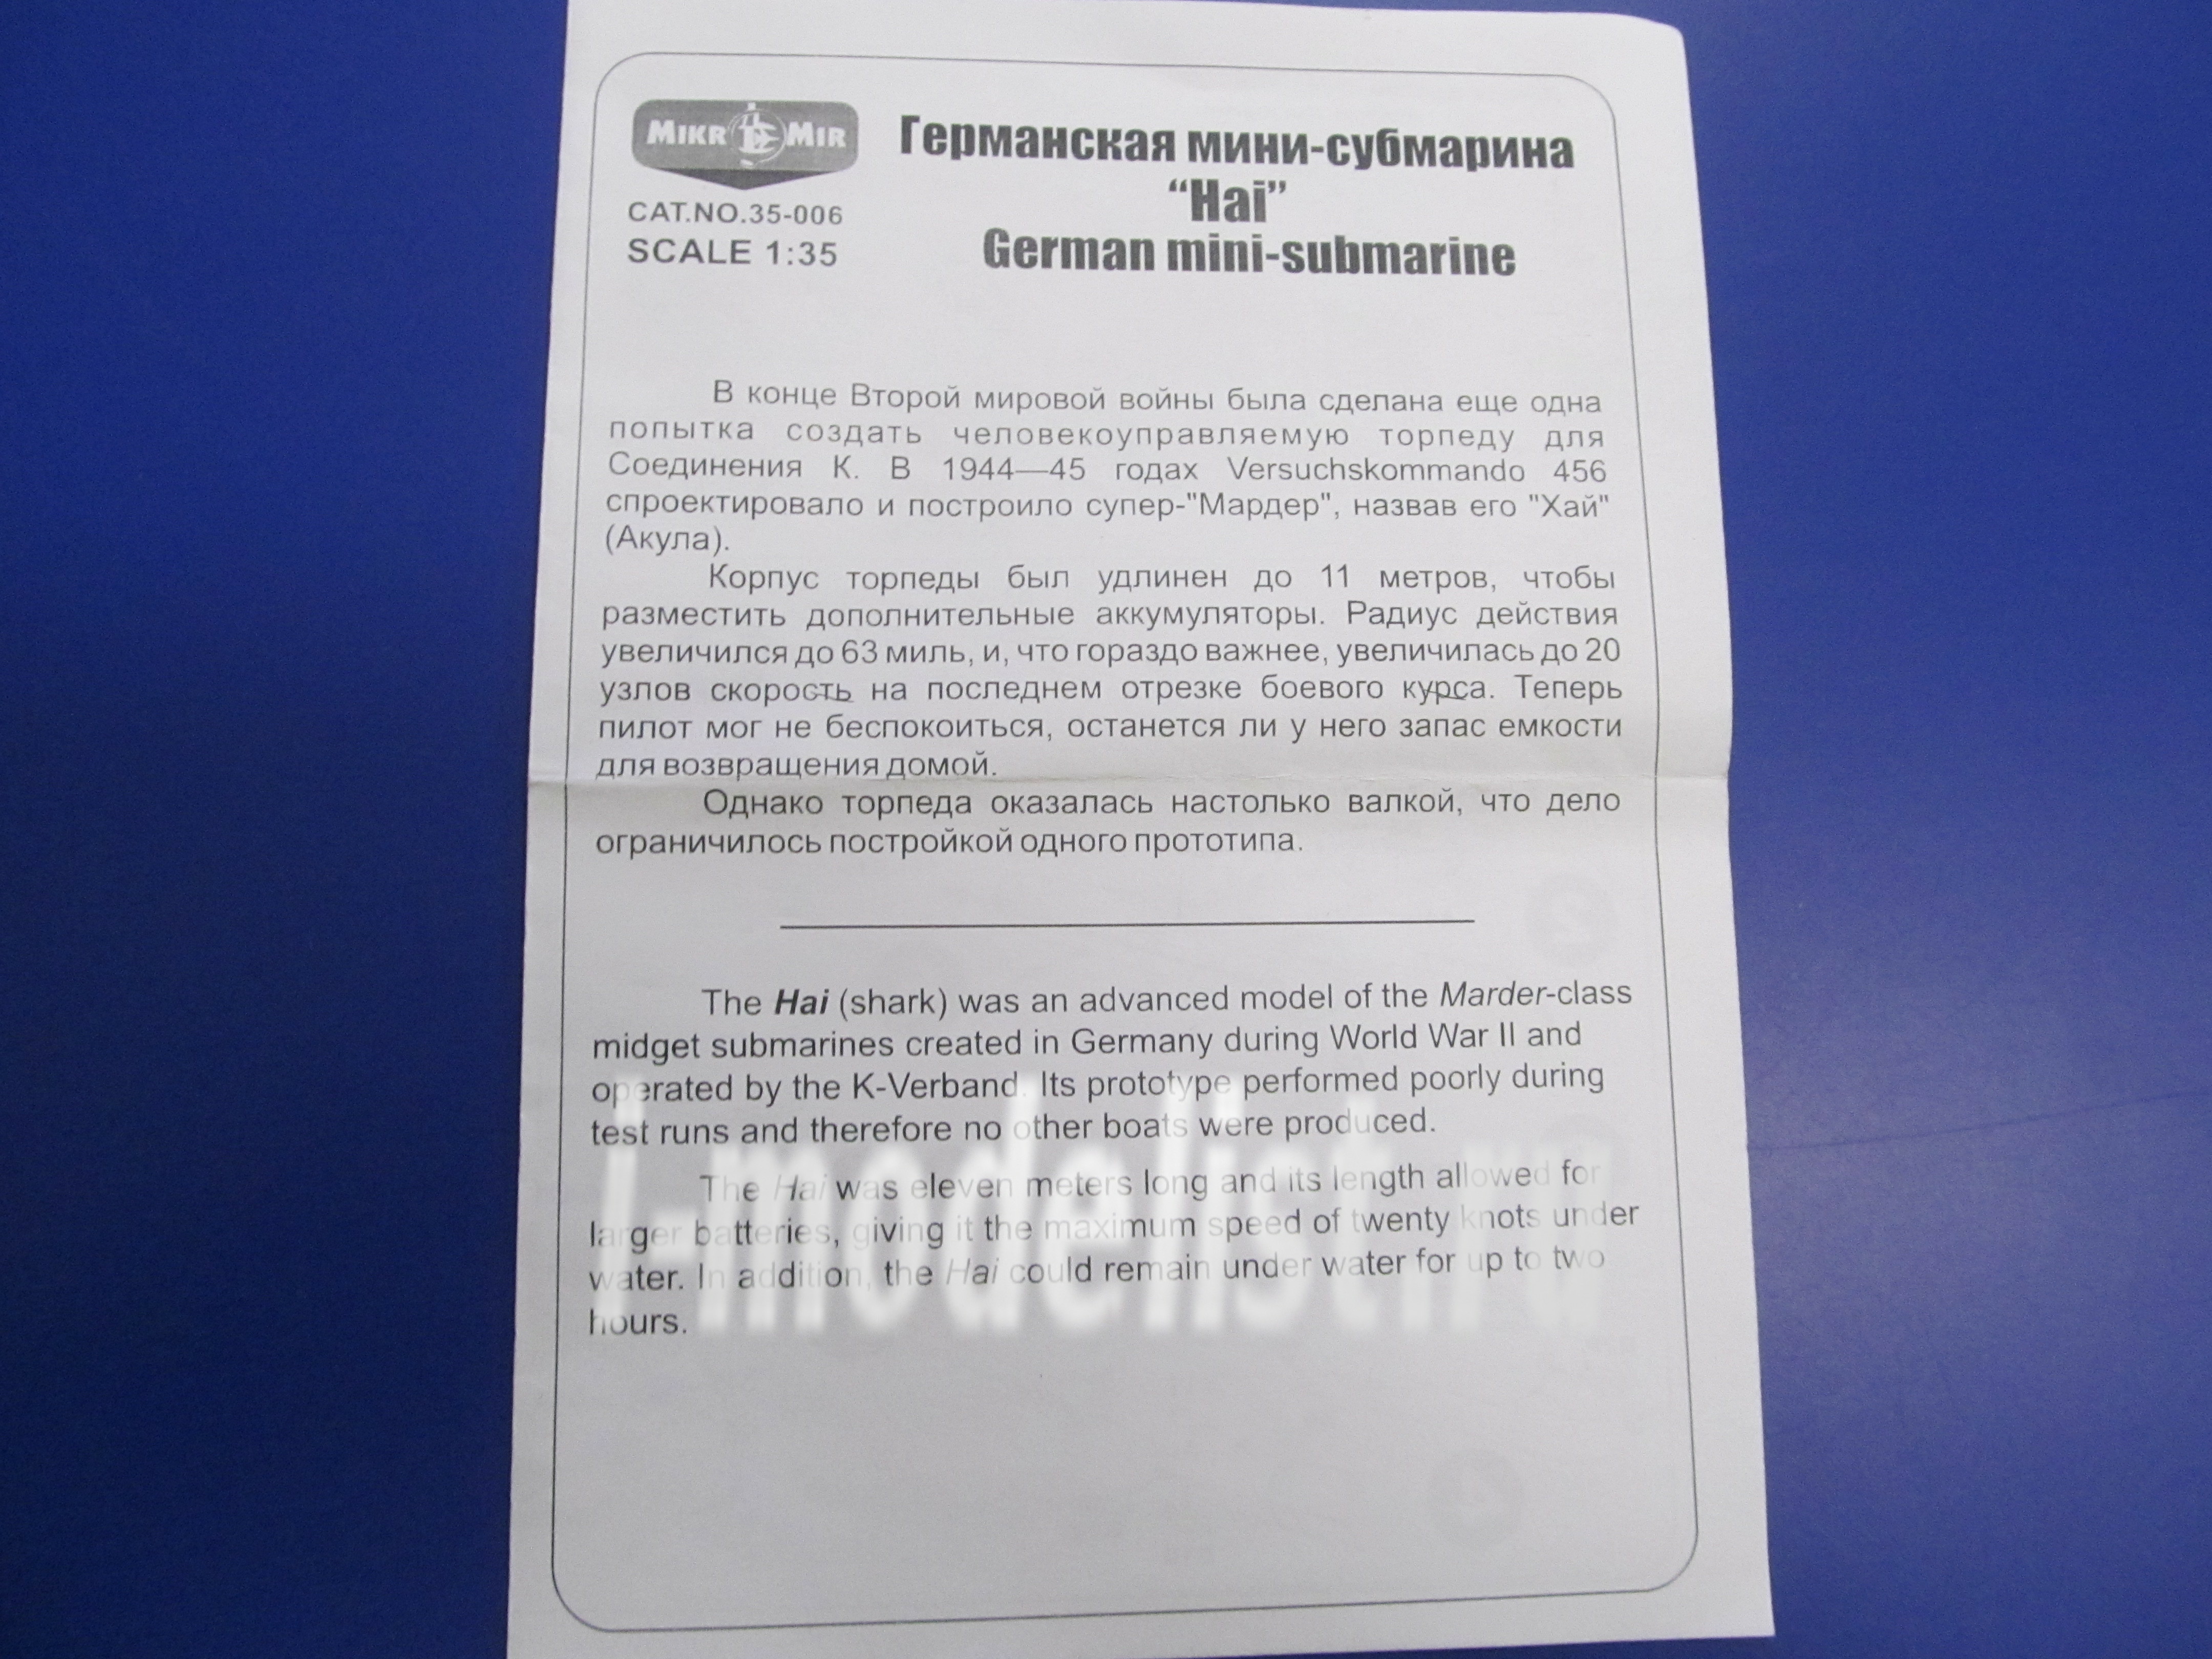 MIKR MIR
CAT.NO.35-006
SCALE 1:35
Германская мини-субмарина
“Hai”
German mini-submarine
В конце Второй мировой войны была сделана еще одна
попытка создать человекоуправляемую торпеду для
Соединения К. В 1944—45 годах Versuchskommando 456
спроектировало и построило супер-"Мардер", назвав его "Хай"
(Акула).
Корпус торпеды был удлинен до 11 метров, чтобы
разместить дополнительные аккумуляторы. Радиус действия
увеличился до 63 миль, и, что гораздо важнее, увеличилась до 20
узлов скорость на последнем отрезке боевого курса. Теперь
пилот мог не беспокоиться, останется ли у него запас емкости
для возвращения домой.
Однако торпеда оказалась настолько валкой, что дело
ограничилось постройкой одного прототипа.
The Hai (shark) was an advanced model of the Marder-class
midget submarines created in Germany during World War II and
operated by the K-Verband. Its prototype performed poorly during
test runs and therefore no other boats were produced.
The Hai was eleven meters long and its length allowed for
larger batteries, giving it the maximum speed of twenty knots under
water. In addition, the Hai could remain under water for up to two
hours.
i-modelist.ru